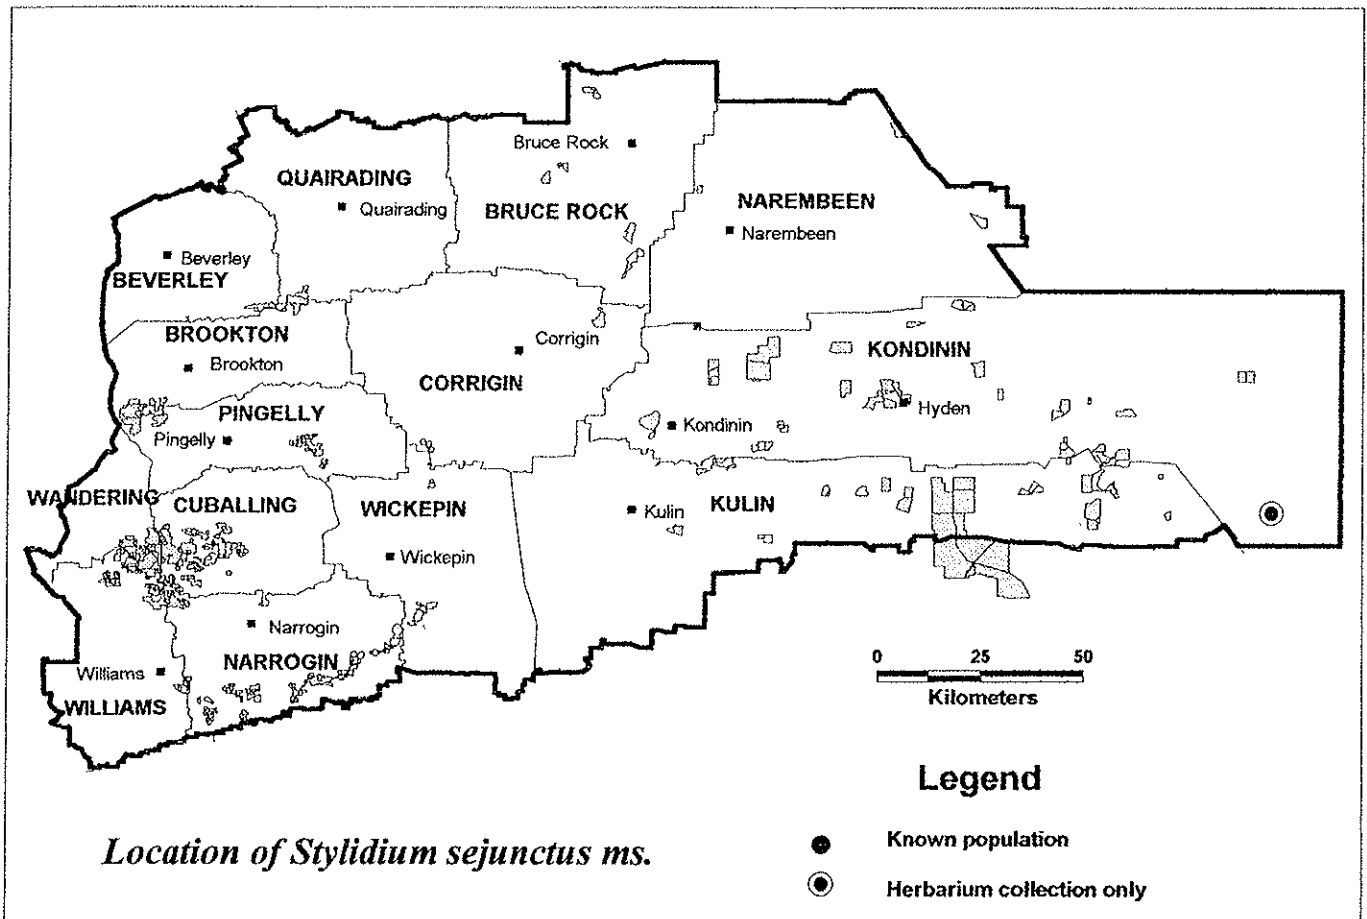 Bruce Rock
QUAIRADING
Quairading
BRUCE ROCK
NAREMBEEN
Narembeen
Beverley
BEVERLEY
BROOKTON
Brookton
Corrigin
CORRIGIN
KONDININ
Hyden
PINGELLY
Pingelly
Kondinin
WANDERING
CUBALLING
WICKEPIN
Wickepin
Kulin
KULIN
Narrogin
NARROGIN
Williams
WILLIAMS
0 25 50
Kilometers
Legend
Known population
Herbarium collection only
Location of Stylidium sejunctus ms.